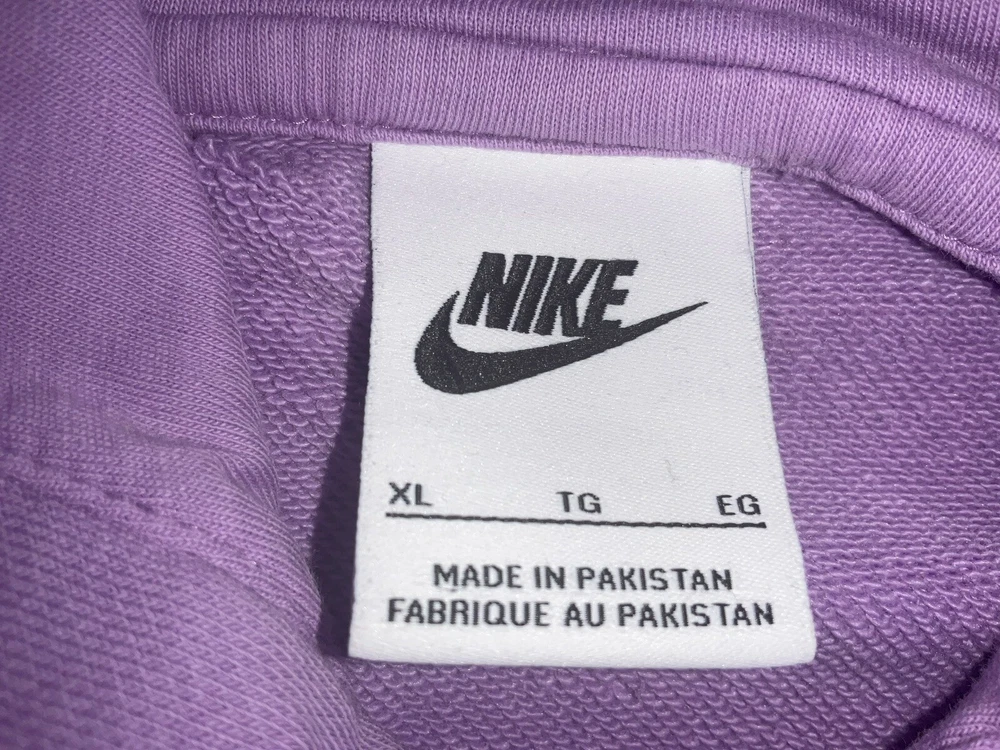 NIKE
XL TG EG
MADE IN PAKISTAN
FABRIQUE AU PAKISTAN